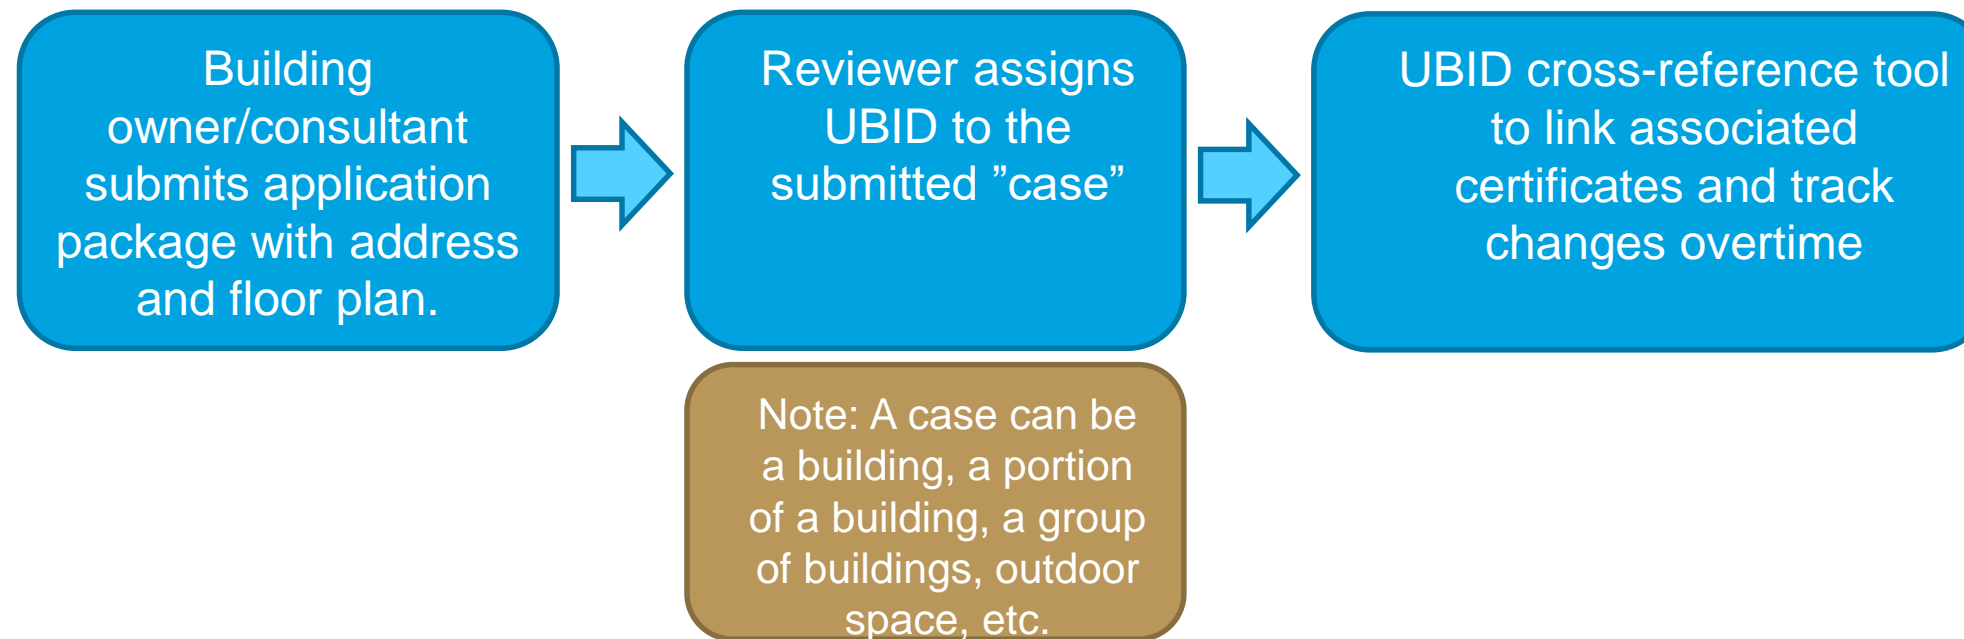 Building
owner/consultant
submits application
package with address
and floor plan.
Reviewer assigns
UBID to the
submitted ”case”
UBID cross-reference tool
to link associated
certificates and track
changes overtime
Note: A case can be
a building, a portion
of a building, a group
of buildings, outdoor
space, etc.